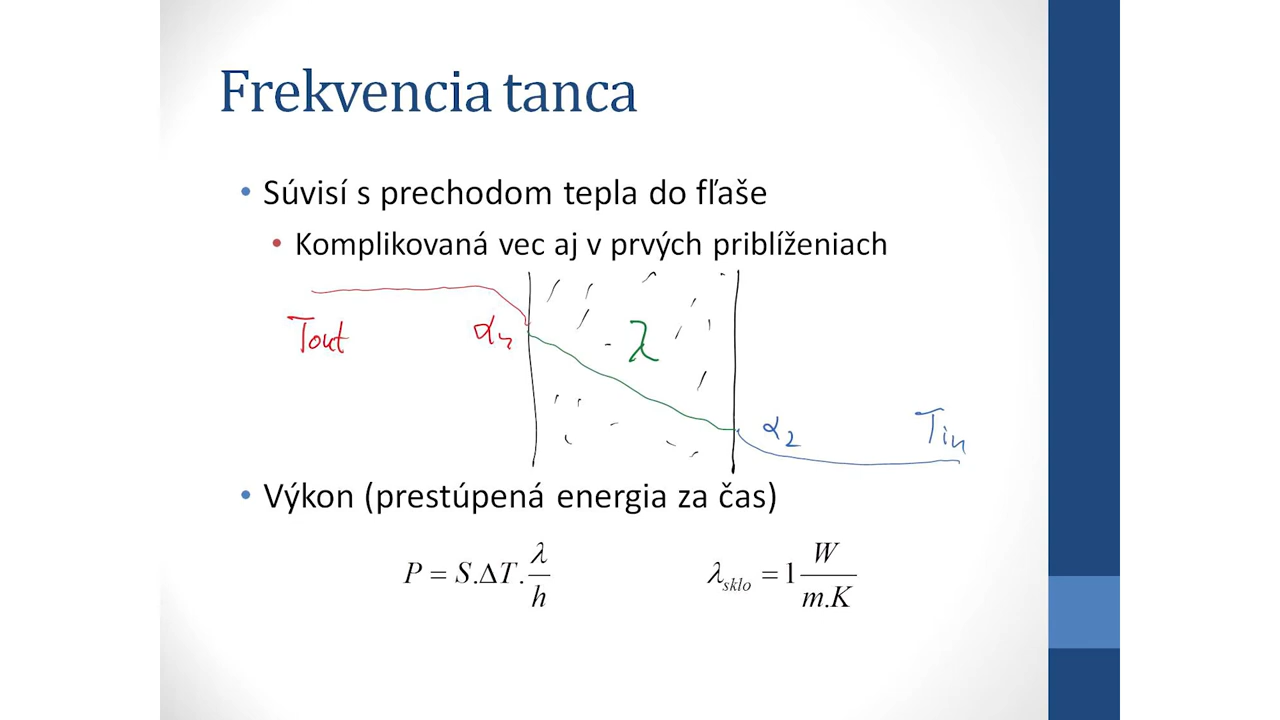 Frekvencia tanca
• Súvisí s prechodom tepla do fľaše
• Komplikovaná vec aj v prvých priblíženiach
Tout α₁ λ
α₂ Tin
• Výkon (prestúpená energia za čas)
P = S.ΔT.λ/h λsklo = 1 W/m.K